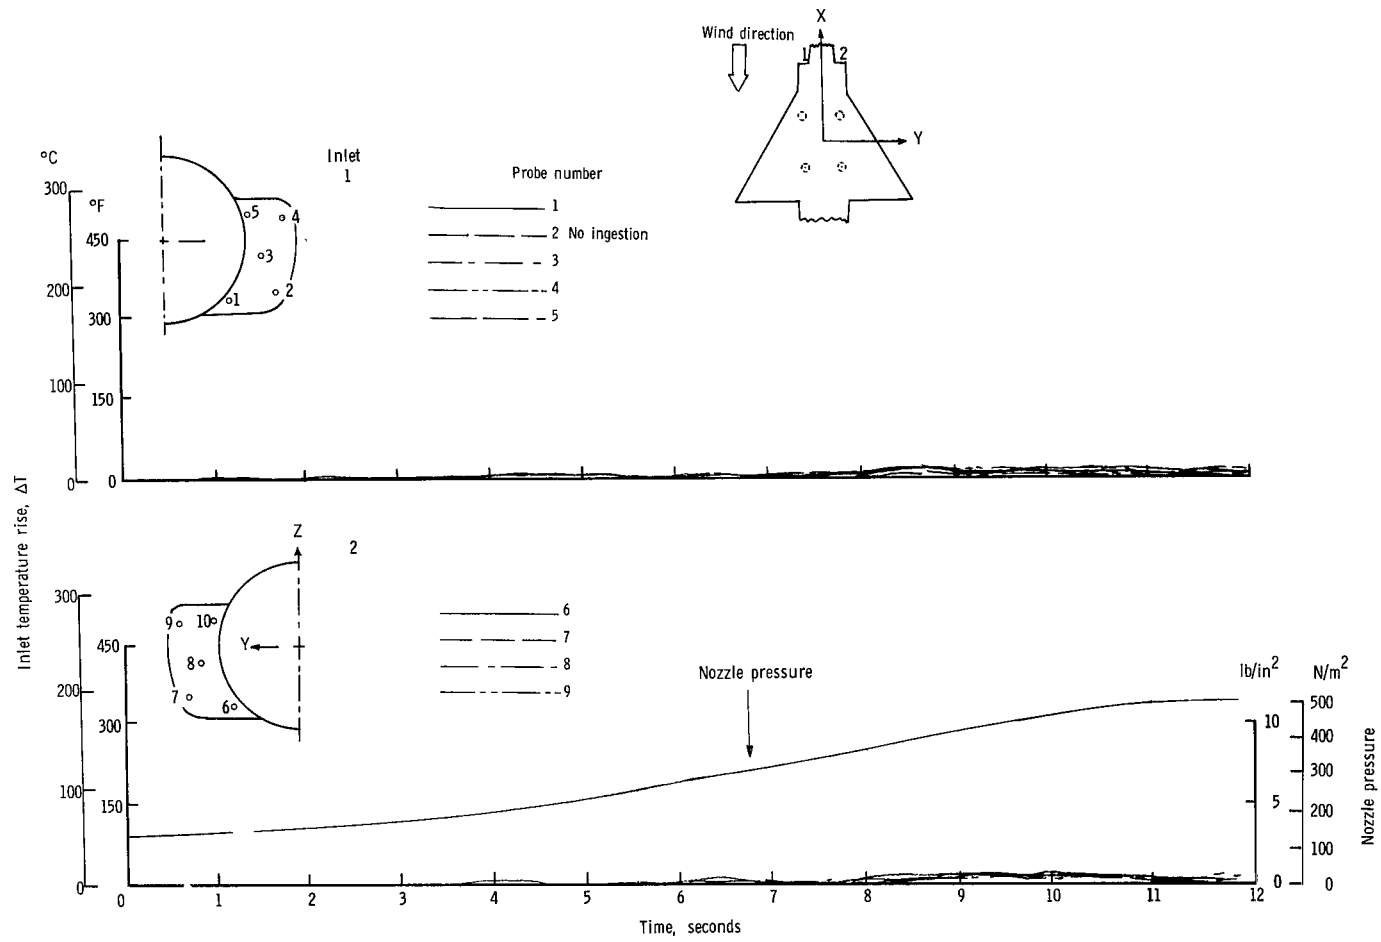 X
Wind direction
1 2
Y
°C
Inlet
1
Probe number
300
°F
5
4
1
450
2 No ingestion
3
3
200
2
4
1
300
5
100
150
0
0
Inlet temperature rise, ΔT
Z
2
300
6
9
10
7
450
Y
8
8
Nozzle pressure
lb/in²
N/m²
200
7
9
6
500
300
10
400
300
100
150
5
200
100
0
0
0
0 1 2 3 4 5 6 7 8 9 10 11 12
Nozzle pressure
Time, seconds